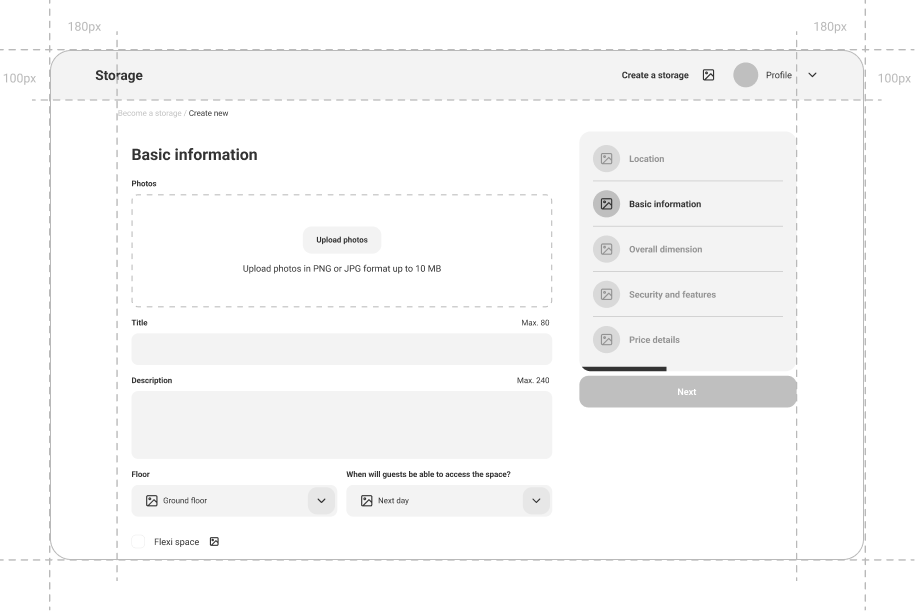 180px
180px
100px
100px
Storage
Create a storage
Profile
Become a storage / Create new
Basic information
Photos
Upload photos
Upload photos in PNG or JPG format up to 10 MB
Title
Max. 80
Description
Max. 240
Floor
When will guests be able to access the space?
Ground floor
Next day
Flexi space
Location
Basic information
Overall dimension
Security and features
Price details
Next